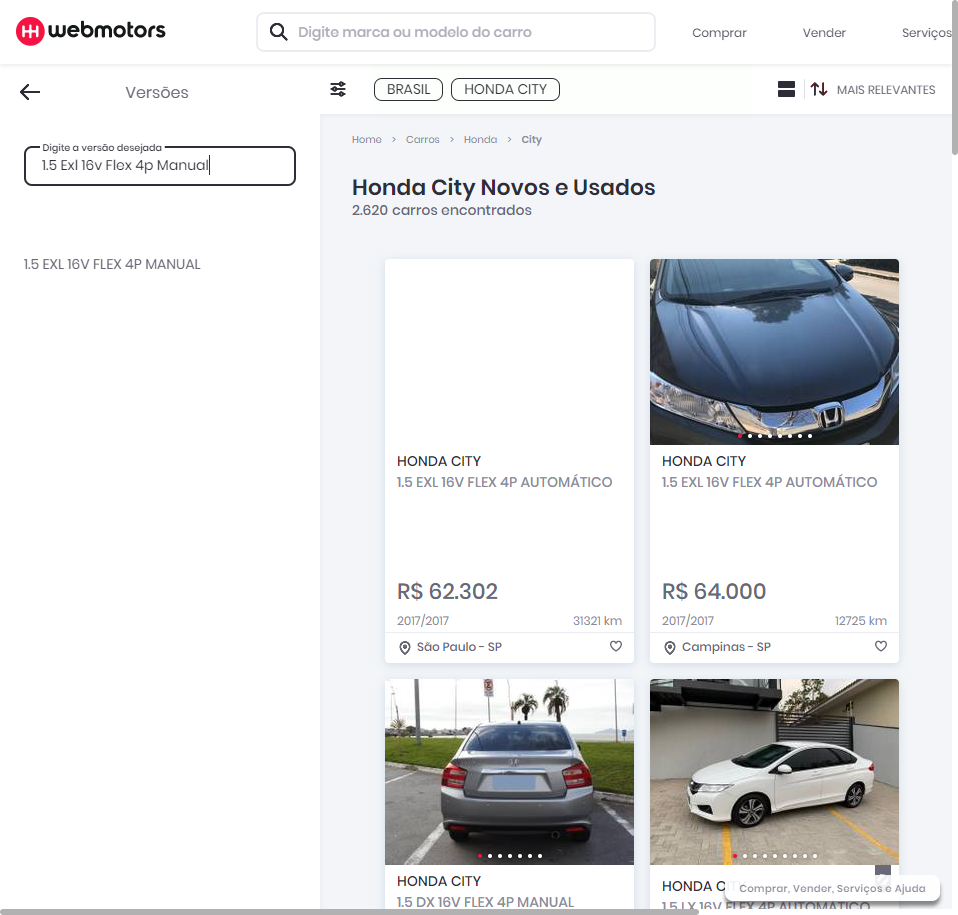 webmotors
Digite marca ou modelo do carro
Comprar
Vender
Serviços
Versões
BRASIL
HONDA CITY
MAIS RELEVANTES
Digite a versão desejada
1.5 Exl 16v Flex 4p Manual
1.5 EXL 16V FLEX 4P MANUAL
Home > Carros > Honda > City
Honda City Novos e Usados
2.620 carros encontrados
HONDA CITY
1.5 EXL 16V FLEX 4P AUTOMÁTICO
R$ 62.302
2017/2017
31321 km
São Paulo - SP
HONDA CITY
1.5 EXL 16V FLEX 4P AUTOMÁTICO
R$ 64.000
2017/2017
12725 km
Campinas - SP
HONDA CITY
1.5 DX 16V FLEX 4P MANUAL
HONDA CITY
1.5 LX 16V FLEX 4P AUTOMÁTICO
Comprar, Vender, Serviços e Ajuda